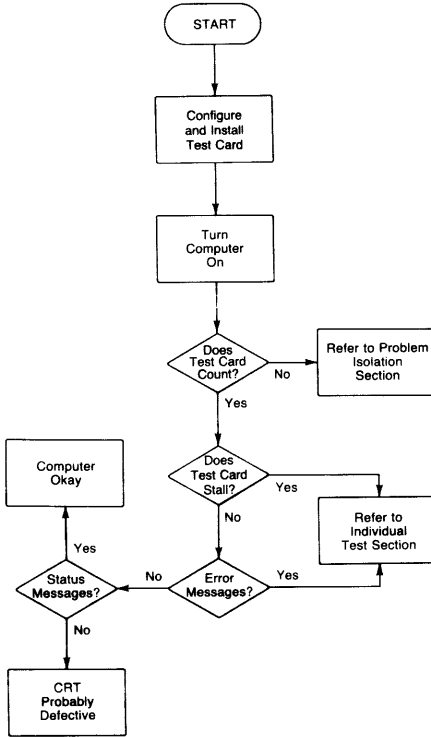 START
Configure
and Install
Test Card
Turn
Computer
On
Does
Test Card
Count?
No
Refer to Problem
Isolation
Section
Yes
Does
Test Card
Stall?
Yes
Computer
Okay
No
Refer to
Individual
Test Section
Yes
Status
Messages?
No
Error
Messages?
Yes
No
CRT
Probably
Defective